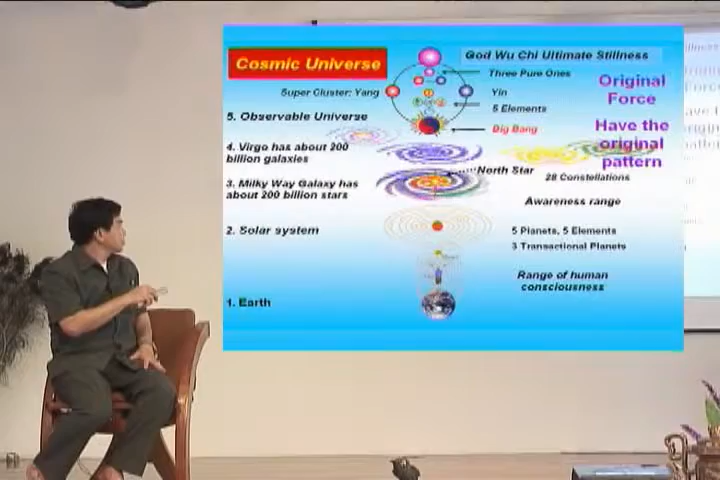 Cosmic Universe
God Wu Chi Ultimate Stillness
Three Pure Ones
Super Cluster: Yang
Yin
5 Elements
Original
Force
5. Observable Universe
Big Bang
Have the
original
pattern
4. Virgo has about 200
billion galaxies
North Star
28 Constellations
3. Milky Way Galaxy has
about 200 billion stars
Awareness range
2. Solar system
5 Planets, 5 Elements
3 Transactional Planets
Range of human
consciousness
1. Earth